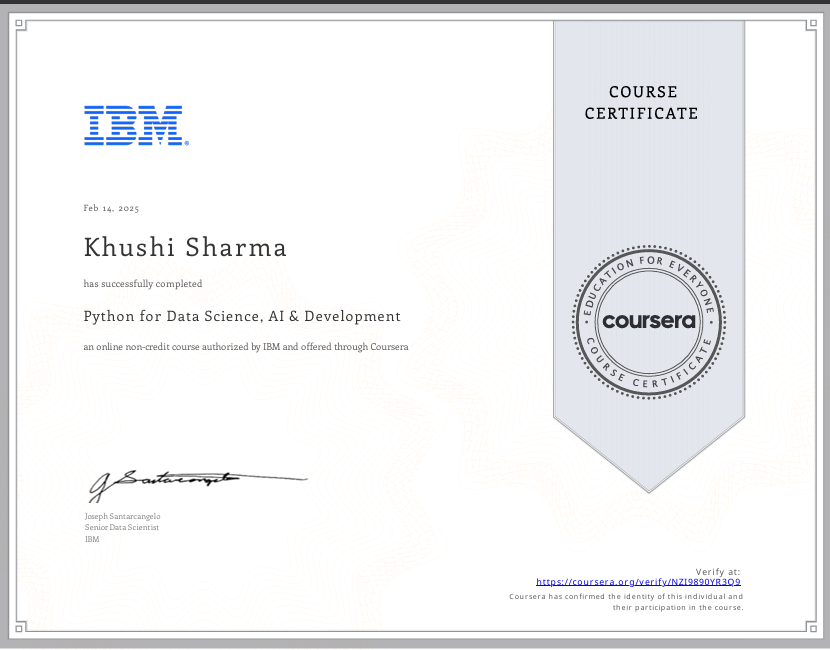 COURSE
CERTIFICATE
IBM®
Feb 14, 2025
Khushi Sharma
has successfully completed
Python for Data Science, AI & Development
an online non-credit course authorized by IBM and offered through Coursera
EDUCATION FOR EVERYONE
coursera
COURSE CERTIFICATE
J Santarcangelo
Joseph Santarcangelo
Senior Data Scientist
IBM
Verify at:
https://coursera.org/verify/NZI9890YR3Q9
Coursera has confirmed the identity of this individual and
their participation in the course.